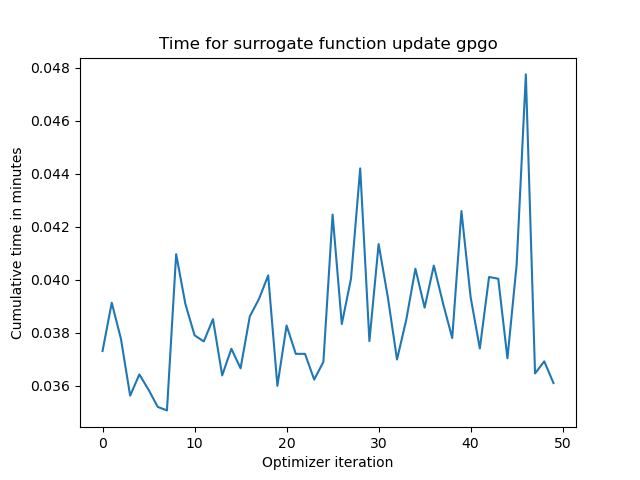 Time for surrogate function update gpgo
Cumulative time in minutes
0.048
0.046
0.044
0.042
0.040
0.038
0.036
0 10 20 30 40 50
Optimizer iteration